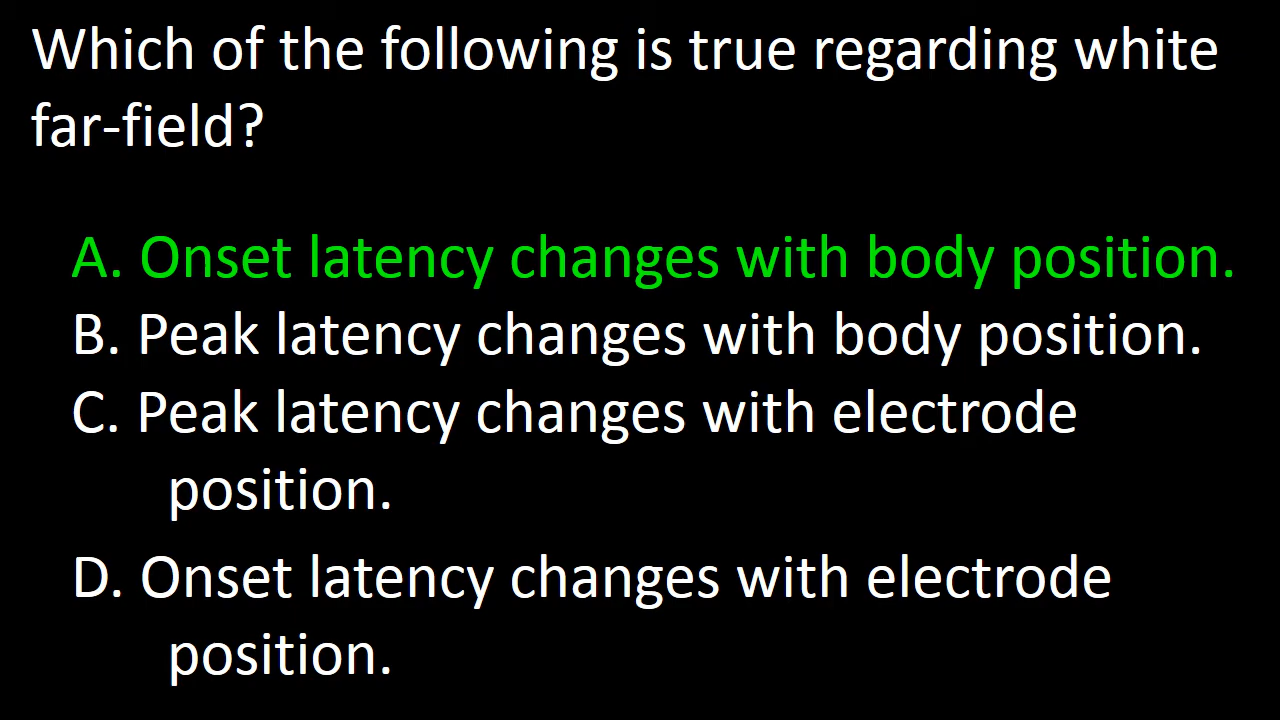 Which of the following is true regarding white
far-field?
A. Onset latency changes with body position.
B. Peak latency changes with body position.
C. Peak latency changes with electrode
position.
D. Onset latency changes with electrode
position.